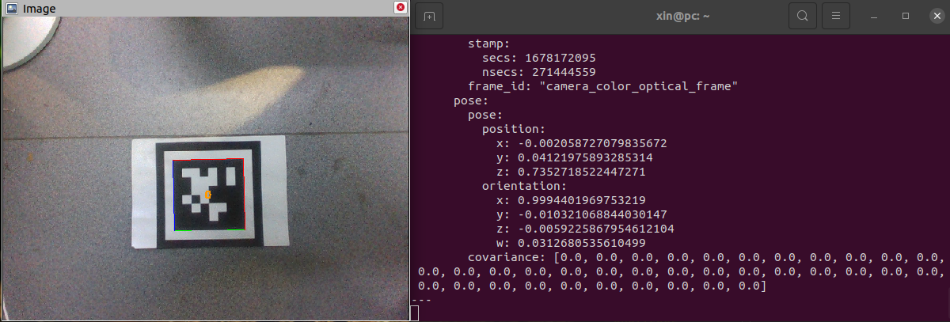 Image
xin@pc: ~
stamp:
secs: 1678172095
nsecs: 271444559
frame_id: "camera_color_optical_frame"
pose:
pose:
position:
x: -0.002058727079835672
y: 0.04121975893285314
z: 0.7352718522447271
orientation:
x: 0.9994401969753219
y: -0.010321068844030147
z: -0.0059225867954612104
w: 0.0312680535610499
covariance: [0.0, 0.0, 0.0, 0.0, 0.0, 0.0, 0.0, 0.0, 0.0, 0.0, 0.0,
0.0, 0.0, 0.0, 0.0, 0.0, 0.0, 0.0, 0.0, 0.0, 0.0, 0.0, 0.0, 0.0, 0.0, 0.0,
0.0, 0.0, 0.0, 0.0, 0.0, 0.0, 0.0, 0.0, 0.0, 0.0]
---